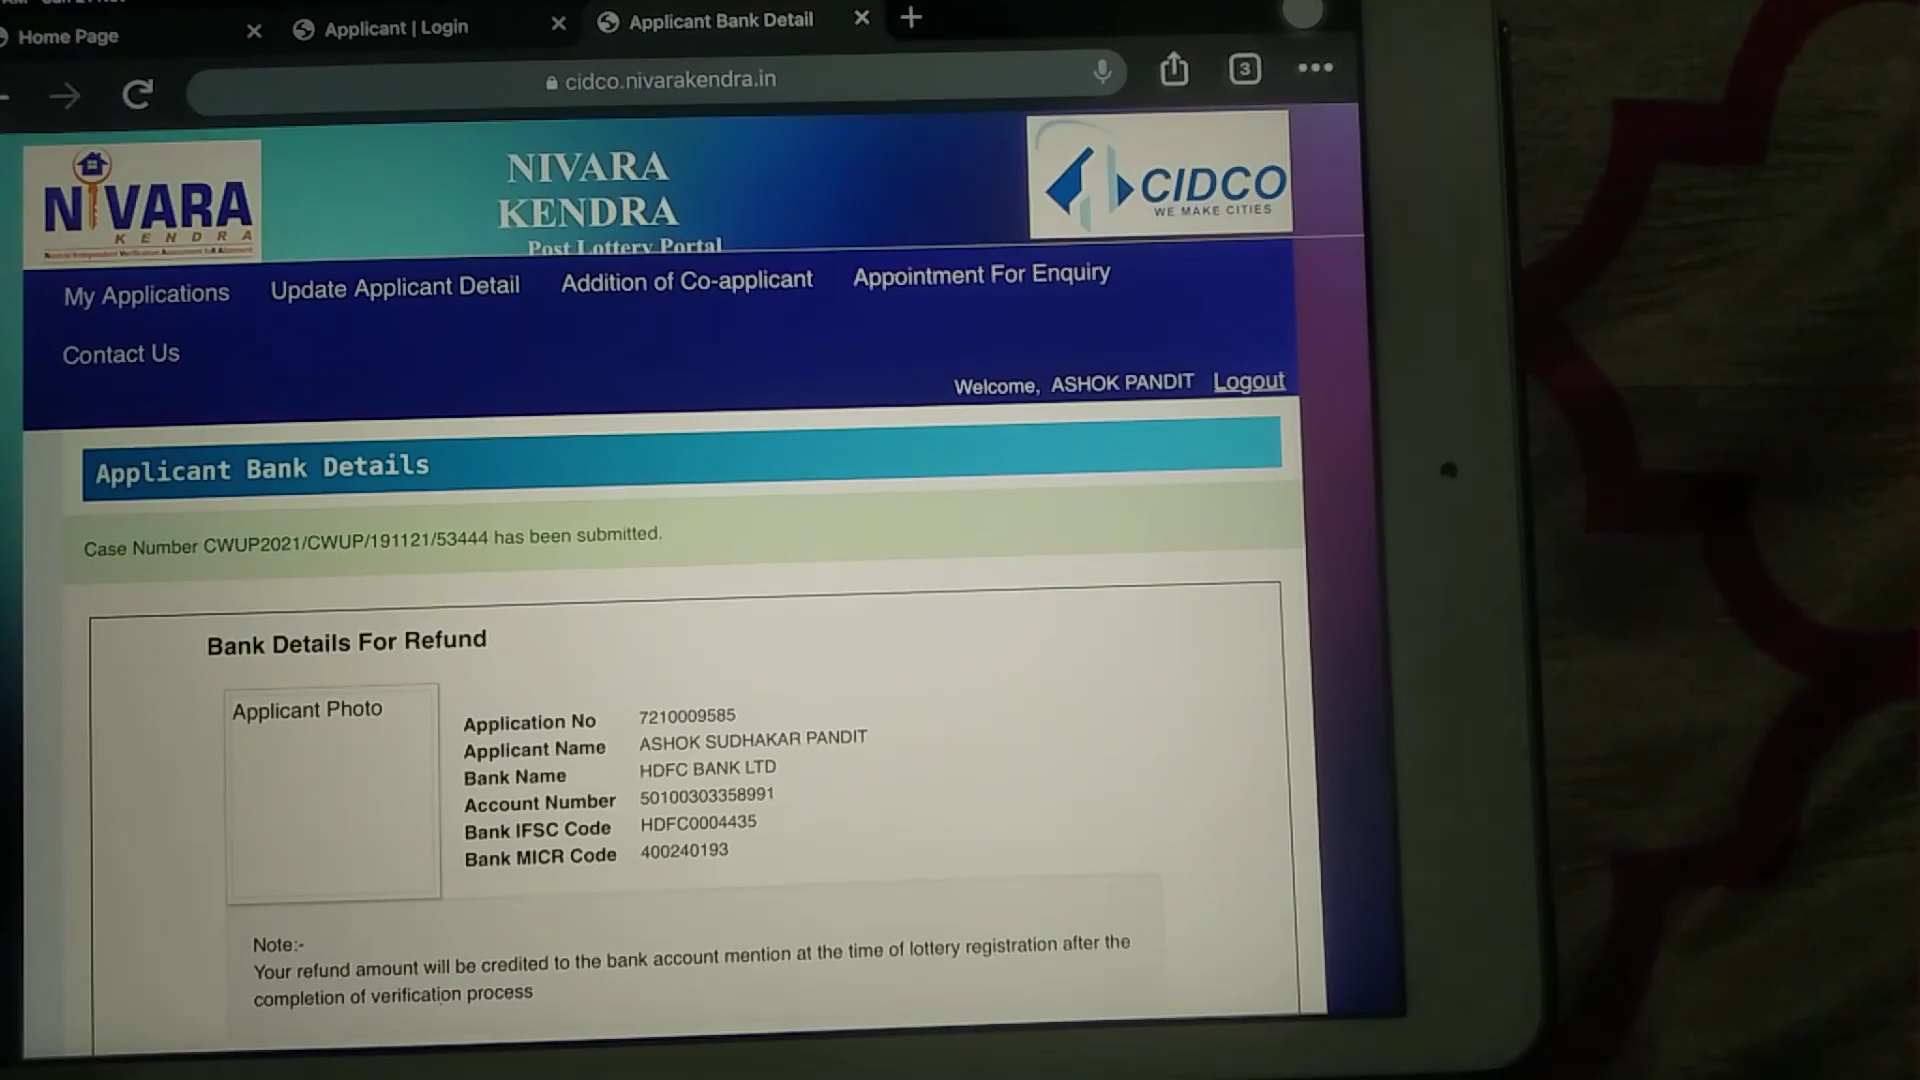 Home Page
Applicant | Login
Applicant Bank Detail
cidco.nivarakendra.in
3
NIVARA
KENDRA
NIVARA
KENDRA
Post Lottery Portal
CIDCO
WE MAKE CITIES
My Applications
Update Applicant Detail
Addition of Co-applicant
Appointment For Enquiry
Contact Us
Welcome, ASHOK PANDIT
Logout
Applicant Bank Details
Case Number CWUP2021/CWUP/191121/53444 has been submitted.
Bank Details For Refund
Applicant Photo
Application No 7210009585
Applicant Name ASHOK SUDHAKAR PANDIT
Bank Name HDFC BANK LTD
Account Number 50100303358991
Bank IFSC Code HDFC0004435
Bank MICR Code 400240193
Note:-
Your refund amount will be credited to the bank account mention at the time of lottery registration after the
completion of verification process